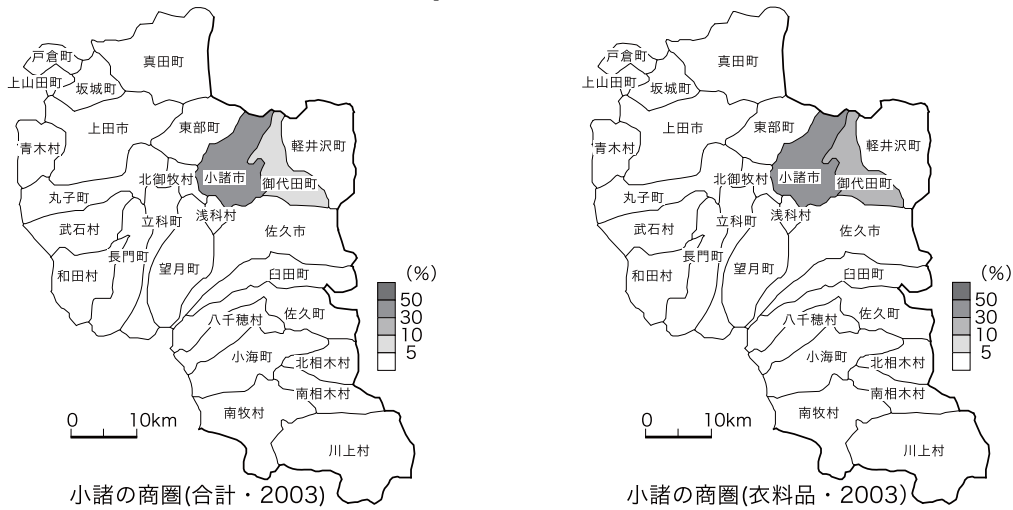 戸倉町
真田町
上山田町
坂城町
上田市
東部町
青木村
軽井沢町
北御牧村
小諸市
御代田町
丸子町
浅科村
立科町
武石村
佐久市
長門町
望月町
和田村
臼田町
(%)
50
30
10
5
佐久町
八千穂村
小海町
北相木村
南相木村
南牧村
川上村
0 10km
小諸の商圏(合計・2003)
戸倉町
真田町
上山田町
坂城町
上田市
東部町
青木村
軽井沢町
北御牧村
小諸市
御代田町
丸子町
浅科村
立科町
武石村
佐久市
長門町
望月町
和田村
臼田町
(%)
50
30
10
5
佐久町
八千穂村
小海町
北相木村
南相木村
南牧村
川上村
0 10km
小諸の商圏(衣料品・2003)